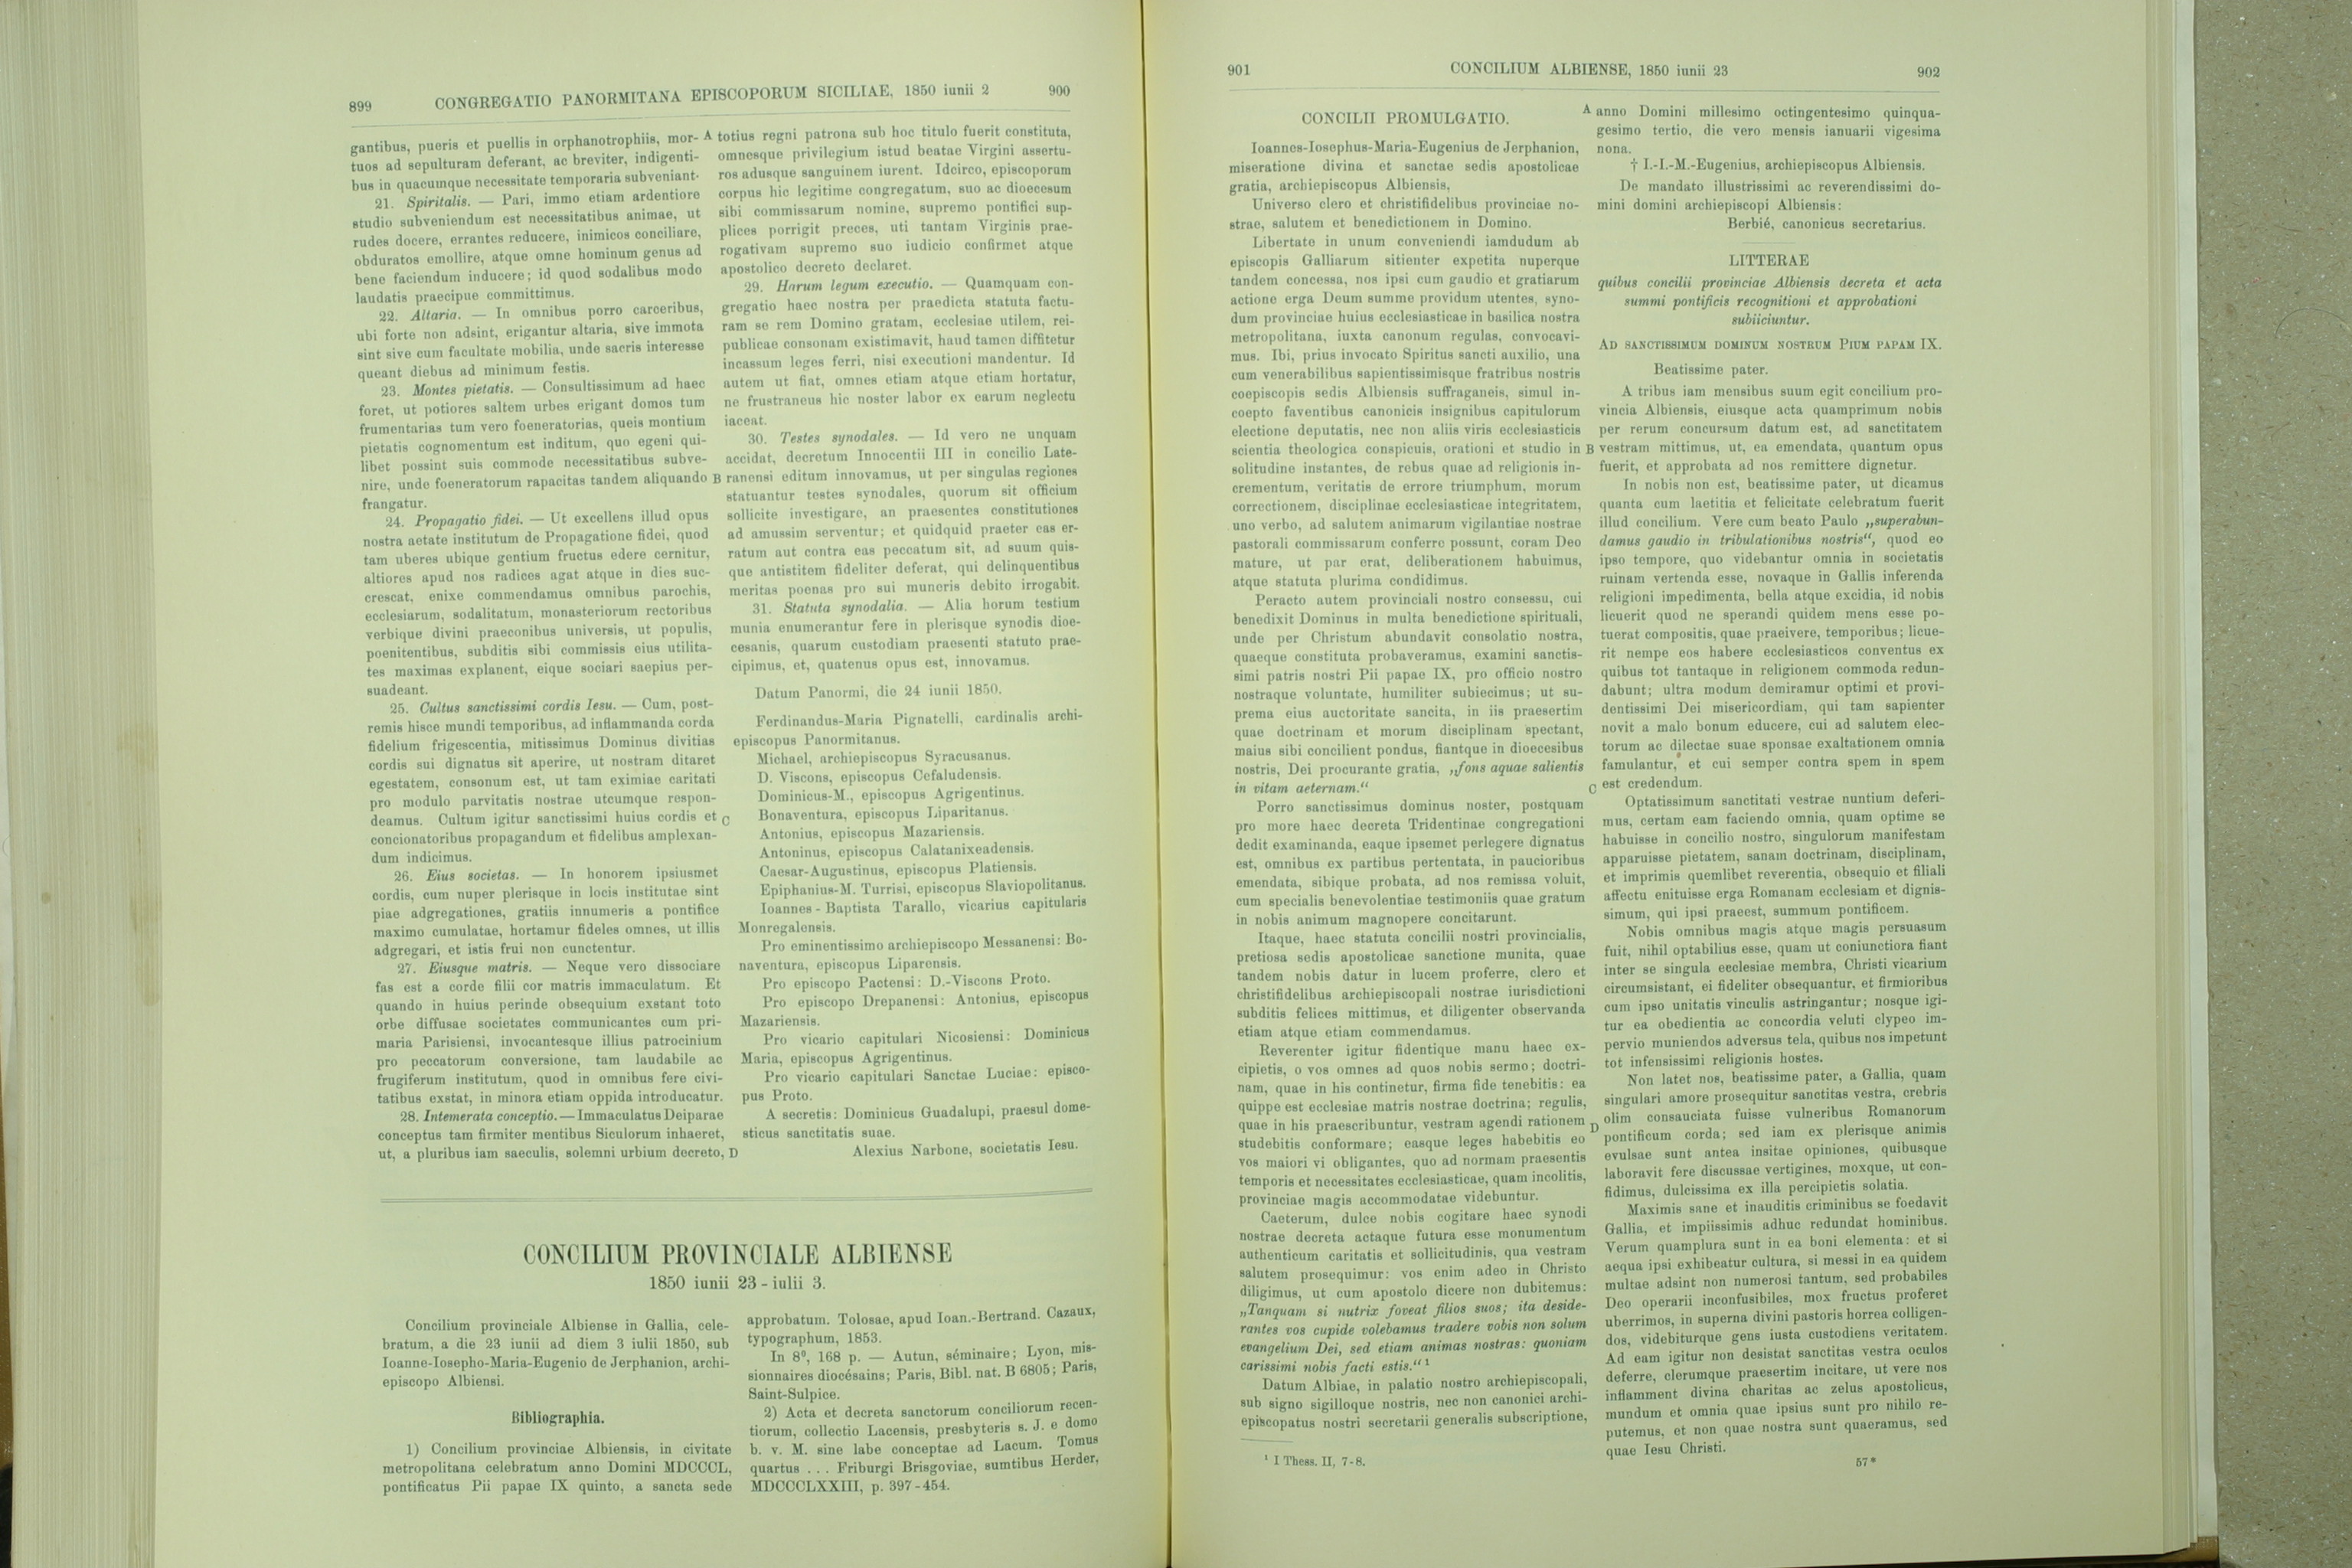 899 CONGREGATIO PANORMITANA EPISCOPORUM SICILIAE, 1850 iunii 2 900
gantibus, pueris et puellis in orphanotrophiis, mor-
tuos ad sepulturam deferant, ac breviter, indigenti-
bus in quacumque necessitate temporaria subveniant.
21. Spiritalis. — Pari, immo etiam ardentiore
studio subveniendum est necessitatibus animae, ut
rudes docere, errantes reducere, inimicos conciliare,
obduratos emollire, atque omne hominum genus ad
bene faciendum inducere; id quod sodalibus modo
laudatis praecipue committimus.
22. Altaria. — In omnibus porro carceribus,
ubi forte non adsint, erigantur altaria, sive immota
sint sive cum facultate mobilia, unde sacris interesse
queant diebus ad minimum festis.
23. Montes pietatis. — Consultissimum ad haec
foret, ut potiores saltem urbes erigant domos tum
frumentarias tum vero foeneratorias, queis montium
pietatis cognomentum est inditum, quo egeni qui-
libet possint suis commode necessitatibus subve-
nire, unde foeneratorum rapacitas tandem aliquando
frangatur.
24. Propagatio fidei. — Ut excellens illud opus
nostra aetate institutum de Propagatione fidei, quod
tam uberes ubique gentium fructus edere cernitur,
altiores apud nos radices agat atque in dies suc-
crescat, enixe commendamus omnibus parochis,
ecclesiarum, sodalitatum, monasteriorum rectoribus
verbique divini praeconibus universis, ut populis,
poenitentibus, subditis sibi commissis eius utilita-
tes maximas explanent, eique sociari saepius per-
suadeant.
25. Cultus sanctissimi cordis Iesu. — Cum, post-
remis hisce mundi temporibus, ad inflammanda corda
fidelium frigescentia, mitissimus Dominus divitias
cordis sui dignatus sit aperire, ut nostram ditaret
egestatem, consonum est, ut tam eximiae caritati
pro modulo parvitatis nostrae utcumque respon-
deamus. Cultum igitur sanctissimi huius cordis et
concionatoribus propagandum et fidelibus amplexan-
dum indicimus.
26. Eius societas. — In honorem ipsiusmet
cordis, cum nuper plerisque in locis institutae sint
piae adgregationes, gratiis innumeris a pontifice
maximo cumulatae, hortamur fideles omnes, ut illis
adgregari, et istis frui non cunctentur.
27. Eiusque matris. — Neque vero dissociare
fas est a corde filii cor matris immaculatum. Et
quando in huius perinde obsequium exstant toto
orbe diffusae societates communicantes cum pri-
maria Parisiensi, invocantesque illius patrocinium
pro peccatorum conversione, tam laudabile ac
frugiferum institutum, quod in omnibus fere civi-
tatibus exstat, in minora etiam oppida introducatur.
28. Intemerata conceptio. — Immaculatus Deiparae
conceptus tam firmiter mentibus Siculorum inhaeret,
ut, a pluribus iam saeculis, solemni urbium decreto,
A totius regni patrona sub hoc titulo fuerit constituta,
omnesque privilegium istud beatae Virgini assertu-
ros adusque sanguinem iurent. Idcirco, episcoporum
corpus hic legitime congregatum, suo ac dioecesum
sibi commissarum nomine, supremo pontifici sup-
plices porrigit preces, uti tantam Virginis prae-
rogativam supremo suo iudicio confirmet atque
apostolico decreto declaret.
29. Harum legum executio. — Quamquam con-
gregatio haec nostra per praedicta statuta factu-
ram se rem Domino gratam, ecclesiae utilem, rei-
publicae consonam existimavit, haud tamen diffitetur
incassum leges ferri, nisi executioni mandentur. Id
autem ut fiat, omnes etiam atque etiam hortatur,
ne frustraneus hic noster labor ex earum neglectu
iaceat.
30. Testes synodales. — Id vero ne unquam
accidat, decretum Innocentii III in concilio Late-
B ranensi editum innovamus, ut per singulas regiones
statuantur testes synodales, quorum sit officium
sollicite investigare, an praesentes constitutiones
ad amussim serventur; et quidquid praeter eas er-
ratum aut contra eas peccatum sit, ad suum quis-
que antistitem fideliter deferat, qui delinquentibus
meritas poenas pro sui muneris debito irrogabit.
31. Statuta synodalia. — Alia horum testium
munia enumerantur fere in plerisque synodis dioe-
cesanis, quarum custodiam praesenti statuto prae-
cipimus, et, quatenus opus est, innovamus.
Datum Panormi, die 24 iunii 1850.
Ferdinandus-Maria Pignatelli, cardinalis archi-
episcopus Panormitanus.
Michael, archiepiscopus Syracusanus.
D. Viscons, episcopus Cefaludensis.
Dominicus-M., episcopus Agrigentinus.
C Bonaventura, episcopus Liparitanus.
Antonius, episcopus Mazariensis.
Antoninus, episcopus Calatanixeadensis.
Caesar-Augustinus, episcopus Platiensis.
Epiphanius-M. Turrisi, episcopus Slaviopolitanus.
Ioannes-Baptista Tarallo, vicarius capitularis
Monregalensis.
Pro eminentissimo archiepiscopo Messanensi: Bo-
naventura, episcopus Liparensis.
Pro episcopo Pactensi: D.-Viscons Proto.
Pro episcopo Drepanensi: Antonius, episcopus
Mazariensis.
Pro vicario capitulari Nicosiensi: Dominicus
Maria, episcopus Agrigentinus.
Pro vicario capitulari Sanctae Luciae: episco-
pus Proto.
A secretis: Dominicus Guadalupi, praesul dome-
sticus sanctitatis suae.
D Alexius Narbone, societatis Iesu.
CONCILIUM PROVINCIALE ALBIENSE
1850 iunii 23 - iulii 3.
Concilium provinciale Albiense in Gallia, cele-
bratum, a die 23 iunii ad diem 3 iulii 1850, sub
Ioanne-Iosepho-Maria-Eugenio de Jerphanion, archi-
episcopo Albiensi.
Bibliographia.
1) Concilium provinciae Albiensis, in civitate
metropolitana celebratum anno Domini MDCCCL,
pontificatus Pii papae IX quinto, a sancta sede
approbatum. Tolosae, apud Ioan.-Bertrand. Cazaux,
typographum, 1853.
In 8º, 168 p. — Autun, séminaire; Lyon, mis-
sionnaires diocésains; Paris, Bibl. nat. B 6805; Paris,
Saint-Sulpice.
2) Acta et decreta sanctorum conciliorum recen-
tiorum, collectio Lacensis, presbyteris s. J. e domo
b. v. M. sine labe conceptae ad Lacum. Tomus
quartus . . . Friburgi Brisgoviae, sumtibus Herder,
MDCCCLXXIII, p. 397-454.
901 CONCILIUM ALBIENSE, 1850 iunii 23 902
CONCILII PROMULGATIO.
Ioannes-Iosephus-Maria-Eugenius de Jerphanion,
miseratione divina et sanctae sedis apostolicae
gratia, archiepiscopus Albiensis,
Universo clero et christifidelibus provinciae no-
strae, salutem et benedictionem in Domino.
Libertate in unum conveniendi iamdudum ab
episcopis Galliarum sitienter expetita nuperque
tandem concessa, nos ipsi cum gaudio et gratiarum
actione erga Deum summe providum utentes, syno-
dum provinciae huius ecclesiasticae in basilica nostra
metropolitana, iuxta canonum regulas, convocavi-
mus. Ibi, prius invocato Spiritus sancti auxilio, una
cum venerabilibus sapientissimisque fratribus nostris
coepiscopis sedis Albiensis suffraganeis, simul in-
coepto faventibus canonicis insignibus capitulorum
electione deputatis, nec non aliis viris ecclesiasticis
scientia theologica conspicuis, orationi et studio in
solitudine instantes, de rebus quae ad religionis in-
crementum, veritatis de errore triumphum, morum
correctionem, disciplinae ecclesiasticae integritatem,
uno verbo, ad salutem animarum vigilantiae nostrae
pastorali commissarum conferre possunt, coram Deo
mature, ut par erat, deliberationem habuimus,
atque statuta plurima condidimus.
Peracto autem provinciali nostro consessu, cui
benedixit Dominus in multa benedictione spirituali,
unde per Christum abundavit consolatio nostra,
quaeque constituta probaveramus, examini sanctis-
simi patris nostri Pii papae IX, pro officio nostro
nostraque voluntate, humiliter subiecimus; ut su-
prema eius auctoritate sancita, in iis praesertim
quae doctrinam et morum disciplinam spectant,
maius sibi concilient pondus, fiantque in dioecesibus
nostris, Dei procurante gratia, „fons aquae salientis
in vitam aeternam.“
Porro sanctissimus dominus noster, postquam
pro more haec decreta Tridentinae congregationi
dedit examinanda, eaque ipsemet perlegere dignatus
est, omnibus ex partibus pertentata, in paucioribus
emendata, sibique probata, ad nos remissa voluit,
cum specialis benevolentiae testimoniis quae gratum
in nobis animum magnopere concitarunt.
Itaque, haec statuta concilii nostri provincialis,
pretiosa sedis apostolicae sanctione munita, quae
tandem nobis datur in lucem proferre, clero et
christifidelibus archiepiscopali nostrae iurisdictioni
subditis felices mittimus, et diligenter observanda
etiam atque etiam commendamus.
Reverenter igitur fidentique manu haec ex-
cipietis, o vos omnes ad quos nobis sermo; doctri-
nam, quae in his continetur, firma fide tenebitis: ea
quippe est ecclesiae matris nostrae doctrina; regulis,
quae in his praescribuntur, vestram agendi rationem
studebitis conformare; easque leges habebitis eo
vos maiori vi obligantes, quo ad normam praesentis
temporis et necessitates ecclesiasticae, quam incolitis,
provinciae magis accommodatae videbuntur.
Caeterum, dulce nobis cogitare haec synodi
nostrae decreta actaque futura esse monumentum
authenticum caritatis et sollicitudinis, qua vestram
salutem prosequimur: vos enim adeo in Christo
diligimus, ut cum apostolo dicere non dubitemus:
„Tanquam si nutrix foveat filios suos; ita deside-
rantes vos cupide volebamus tradere vobis non solum
evangelium Dei, sed etiam animas nostras: quoniam
carissimi nobis facti estis.“ ¹
Datum Albiae, in palatio nostro archiepiscopali,
sub signo sigilloque nostris, nec non canonici archi-
episcopatus nostri secretarii generalis subscriptione,
¹ I Thess. II, 7-8.
A anno Domini millesimo octingentesimo quinqua-
gesimo tertio, die vero mensis ianuarii vigesima
nona.
† I.-I.-M.-Eugenius, archiepiscopus Albiensis.
De mandato illustrissimi ac reverendissimi do-
mini domini archiepiscopi Albiensis:
Berbié, canonicus secretarius.
LITTERAE
quibus concilii provinciae Albiensis decreta et acta
summi pontificis recognitioni et approbationi
subiiciuntur.
AD SANCTISSIMUM DOMINUM NOSTRUM PIUM PAPAM IX.
Beatissime pater.
A tribus iam mensibus suum egit concilium pro-
vincia Albiensis, eiusque acta quamprimum nobis
per rerum concursum datum est, ad sanctitatem
B vestram mittimus, ut, ea emendata, quantum opus
fuerit, et approbata ad nos remittere dignetur.
In nobis non est, beatissime pater, ut dicamus
quanta cum laetitia et felicitate celebratum fuerit
illud concilium. Vere cum beato Paulo „superabun-
damus gaudio in tribulationibus nostris“, quod eo
ipso tempore, quo videbantur omnia in societatis
ruinam vertenda esse, novaque in Gallis inferenda
religioni impedimenta, bella atque excidia, id nobis
licuerit quod ne sperandi quidem mens esse po-
tuerat compositis, quae praeivere, temporibus; licue-
rit nempe eos habere ecclesiasticos conventus ex
quibus tot tantaque in religionem commoda redun-
dabunt; ultra modum demiramur optimi et provi-
dentissimi Dei misericordiam, qui tam sapienter
novit a malo bonum educere, cui ad salutem elec-
torum ac dilectae suae sponsae exaltationem omnia
famulantur, et cui semper contra spem in spem
C est credendum.
Optatissimum sanctitati vestrae nuntium deferi-
mus, certam eam faciendo omnia, quam optime se
habuisse in concilio nostro, singulorum manifestam
apparuisse pietatem, sanam doctrinam, disciplinam,
et imprimis quemlibet reverentia, obsequio et filiali
affectu enituisse erga Romanam ecclesiam et dignis-
simum, qui ipsi praeest, summum pontificem.
Nobis omnibus magis atque magis persuasum
fuit, nihil optabilius esse, quam ut coniunctiora fiant
inter se singula ecclesiae membra, Christi vicarium
circumsistant, ei fideliter obsequantur, et firmioribus
cum ipso unitatis vinculis astringantur; nosque igi-
tur ea obedientia ac concordia veluti clypeo im-
pervio muniendos adversus tela, quibus nos impetunt
tot infensissimi religionis hostes.
Non latet nos, beatissime pater, a Gallia, quam
singulari amore prosequitur sanctitas vestra, crebris
olim consauciata fuisse vulneribus Romanorum
D pontificum corda; sed iam ex plerisque animis
evulsae sunt antea insitae opiniones, quibusque
laboravit fere discussae vertigines, moxque, ut con-
fidimus, dulcissima ex illa percipietis solatia.
Maximis sane et inauditis criminibus se foedavit
Gallia, et impiissimis adhuc redundat hominibus.
Verum quamplura sunt in ea boni elementa: et si
aequa ipsi exhibeatur cultura, si messi in ea quidem
multae adsint non numerosi tantum, sed probabiles
Deo operarii inconfusibiles, mox fructus proferet
uberrimos, in superna divini pastoris horrea colligen-
dos, videbiturque gens iusta custodiens veritatem.
Ad eam igitur non desistat sanctitas vestra oculos
deferre, clerumque praesertim incitare, ut vere nos
inflamment divina charitas ac zelus apostolicus,
mundum et omnia quae ipsius sunt pro nihilo re-
putemus, et non quae nostra sunt quaeramus, sed
quae Iesu Christi.
57*